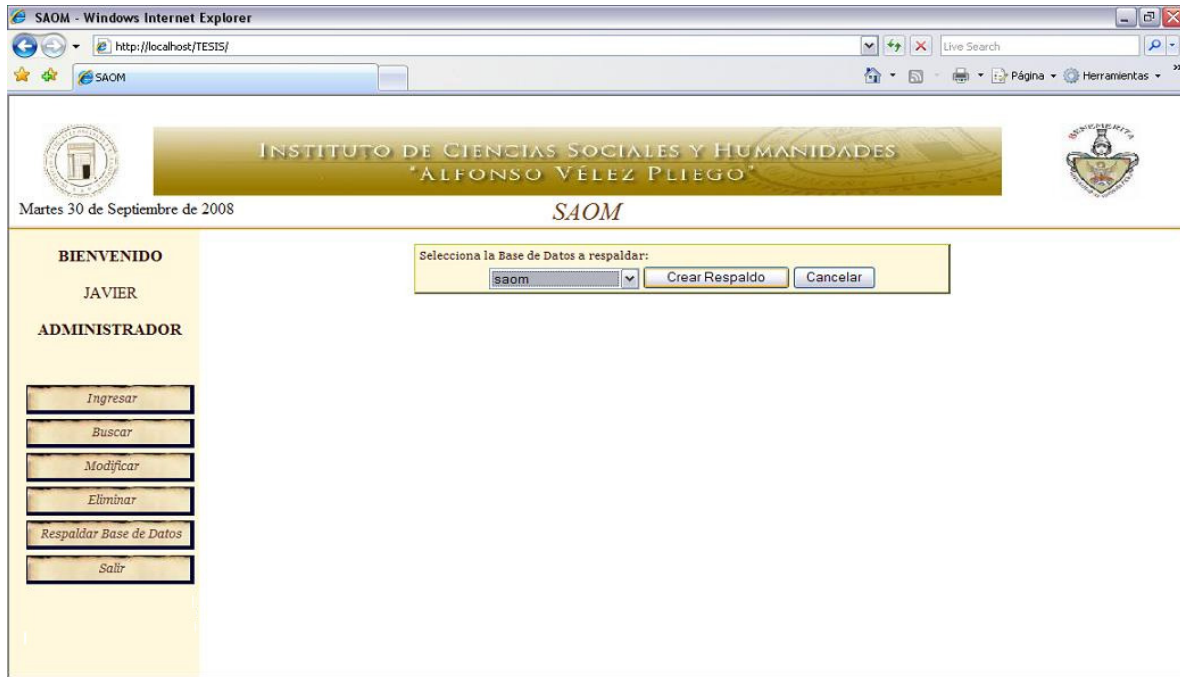 SAOM - Windows Internet Explorer
http://localhost/TESIS/
Live Search
SAOM
Página
Herramientas
INSTITUTO DE CIENCIAS SOCIALES Y HUMANIDADES
"ALFONSO VÉLEZ PLIEGO"
BENEMERITA
Martes 30 de Septiembre de 2008
SAOM
BIENVENIDO
JAVIER
ADMINISTRADOR
Selecciona la Base de Datos a respaldar:
saom
Crear Respaldo
Cancelar
Ingresar
Buscar
Modificar
Eliminar
Respaldar Base de Datos
Salir